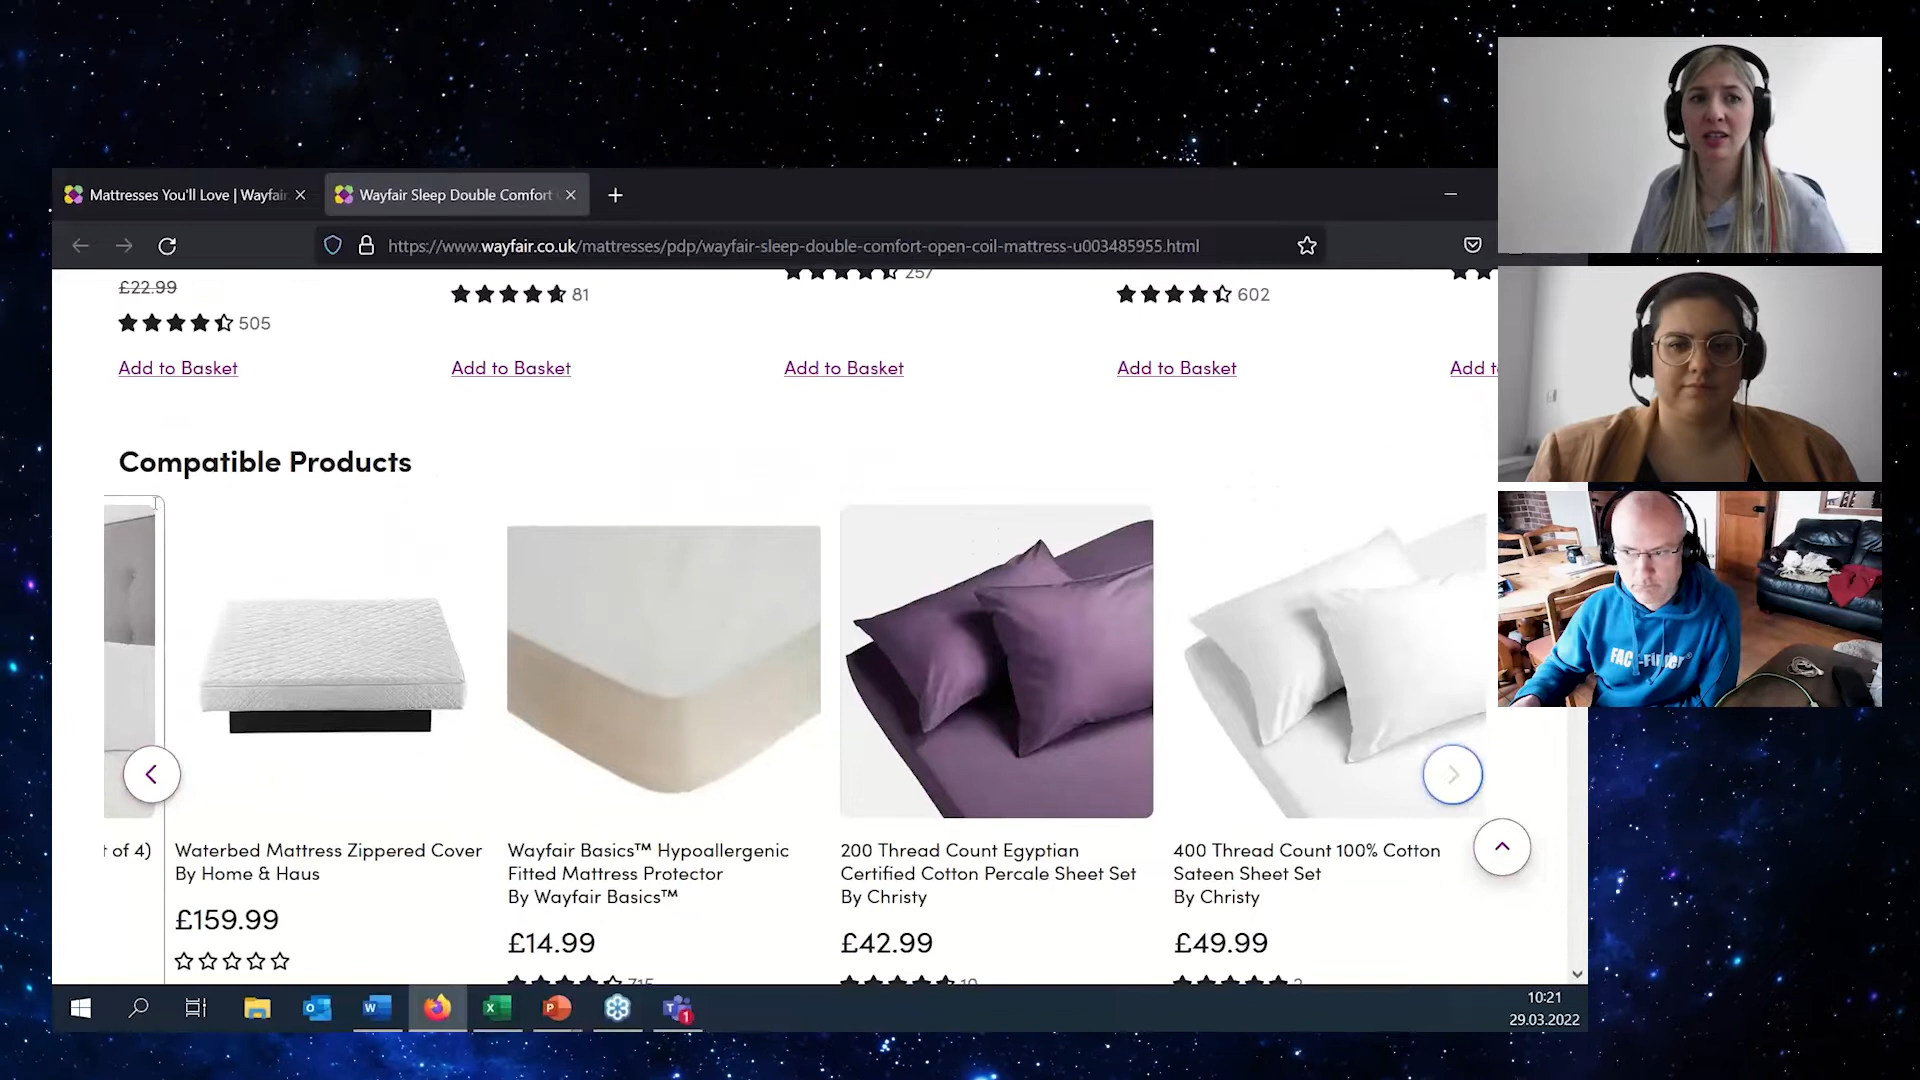 Mattresses You'll Love | Wayfair
Wayfair Sleep Double Comfort
https://www.wayfair.co.uk/mattresses/pdp/wayfair-sleep-double-comfort-open-coil-mattress-u003485955.html
£22.99
505
81
257
602
Add to Basket
Add to Basket
Add to Basket
Add to Basket
Add t
Compatible Products
t of 4)
Waterbed Mattress Zippered Cover
By Home & Haus
£159.99
Wayfair Basics™ Hypoallergenic
Fitted Mattress Protector
By Wayfair Basics™
£14.99
715
200 Thread Count Egyptian
Certified Cotton Percale Sheet Set
By Christy
£42.99
400 Thread Count 100% Cotton
Sateen Sheet Set
By Christy
£49.99
10:21
29.03.2022
1